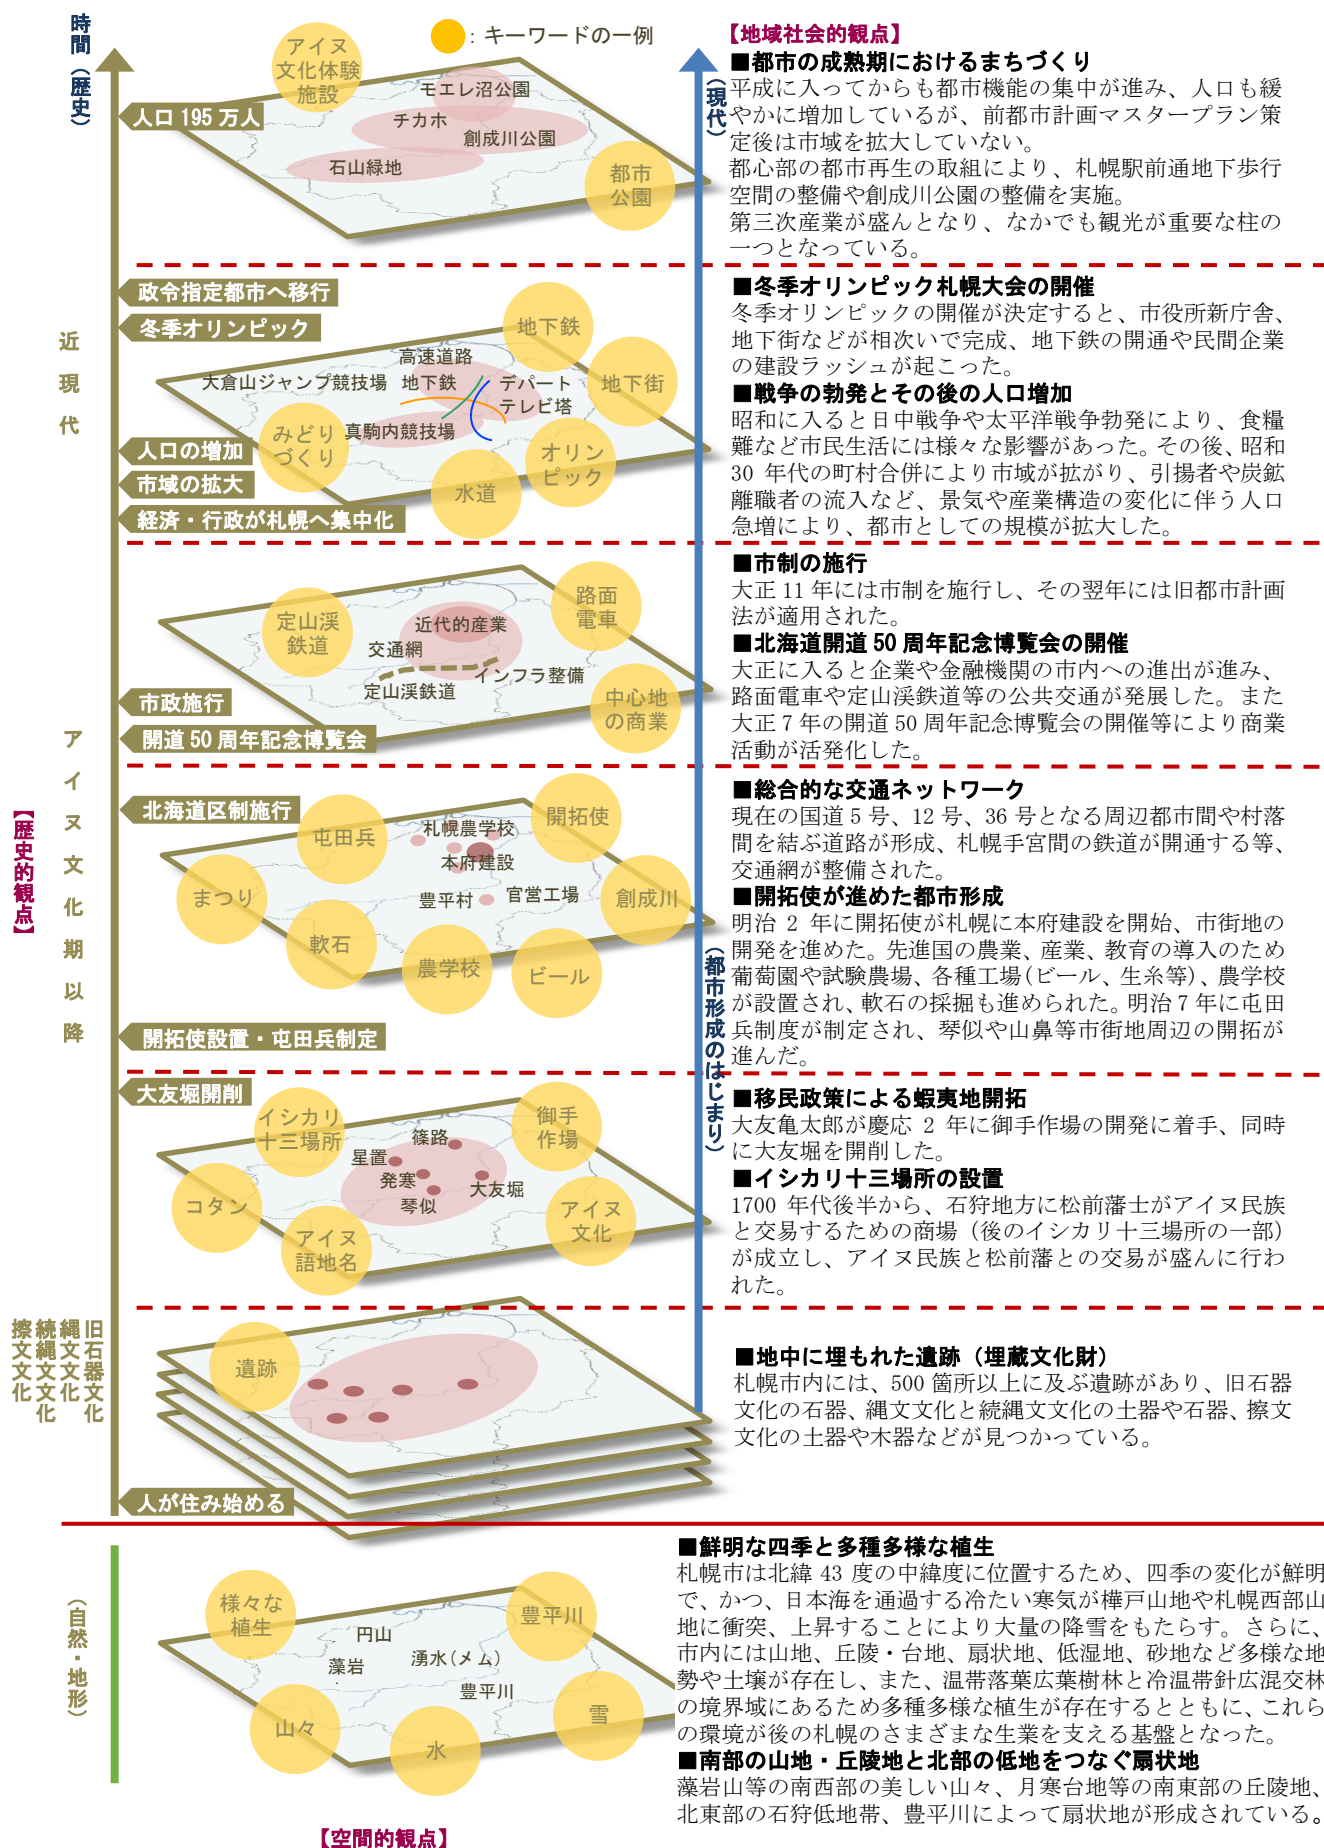 時間（歴史）
：キーワードの一例
アイヌ
文化体験
施設
モエレ沼公園
チカホ
創成川公園
石山緑地
都市
公園
人口 195 万人
（現代）
【地域社会的観点】
■都市の成熟期におけるまちづくり
平成に入ってからも都市機能の集中が進み、人口も緩
やかに増加しているが、前都市計画マスタープラン策
定後は市域を拡大していない。
都心部の都市再生の取組により、札幌駅前通地下歩行
空間の整備や創成川公園の整備を実施。
第三次産業が盛んとなり、なかでも観光が重要な柱の
一つとなっている。
近現代
政令指定都市へ移行
冬季オリンピック
地下鉄
高速道路
大倉山ジャンプ競技場
地下鉄
デパート
テレビ塔
地下街
みどり
づくり
真駒内競技場
オリン
ピック
水道
人口の増加
市域の拡大
経済・行政が札幌へ集中化
■冬季オリンピック札幌大会の開催
冬季オリンピックの開催が決定すると、市役所新庁舎、
地下街などが相次いで完成、地下鉄の開通や民間企業
の建設ラッシュが起こった。
■戦争の勃発とその後の人口増加
昭和に入ると日中戦争や太平洋戦争勃発により、食糧
難など市民生活には様々な影響があった。その後、昭和
30 年代の町村合併により市域が拡がり、引揚者や炭鉱
離職者の流入など、景気や産業構造の変化に伴う人口
急増により、都市としての規模が拡大した。
定山渓
鉄道
路面
電車
近代的産業
交通網
インフラ整備
定山渓鉄道
中心地
の商業
市政施行
開道 50 周年記念博覧会
■市制の施行
大正 11 年には市制を施行し、その翌年には旧都市計画
法が適用された。
■北海道開道 50 周年記念博覧会の開催
大正に入ると企業や金融機関の市内への進出が進み、
路面電車や定山渓鉄道等の公共交通が発展した。また
大正 7 年の開道 50 周年記念博覧会の開催等により商業
活動が活発化した。
【歴史的観点】
アイヌ文化期以降
北海道区制施行
屯田兵
札幌農学校
開拓使
本府建設
まつり
豊平村
官営工場
創成川
軟石
農学校
ビール
開拓使設置・屯田兵制定
（都市形成のはじまり）
■総合的な交通ネットワーク
現在の国道 5 号、12 号、36 号となる周辺都市間や村落
間を結ぶ道路が形成、札幌手宮間の鉄道が開通する等、
交通網が整備された。
■開拓使が進めた都市形成
明治 2 年に開拓使が札幌に本府建設を開始、市街地の
開発を進めた。先進国の農業、産業、教育の導入のため
葡萄園や試験農場、各種工場(ビール、生糸等)、農学校
が設置され、軟石の採掘も進められた。明治 7 年に屯田
兵制度が制定され、琴似や山鼻等市街地周辺の開拓が
進んだ。
大友堀開削
イシカリ
十三場所
御手
作場
篠路
星置
発寒
琴似
大友堀
コタン
アイヌ
語地名
アイヌ
文化
■移民政策による蝦夷地開拓
大友亀太郎が慶応 2 年に御手作場の開発に着手、同時
に大友堀を開削した。
■イシカリ十三場所の設置
1700 年代後半から、石狩地方に松前藩士がアイヌ民族
と交易するための商場（後のイシカリ十三場所の一部）
が成立し、アイヌ民族と松前藩との交易が盛んに行わ
れた。
旧石器文化
縄文文化
続縄文文化
擦文文化
遺跡
人が住み始める
■地中に埋もれた遺跡（埋蔵文化財）
札幌市内には、500 箇所以上に及ぶ遺跡があり、旧石器
文化の石器、縄文文化と続縄文文化の土器や石器、擦文
文化の土器や木器などが見つかっている。
（自然・地形）
様々な
植生
豊平川
円山
藻岩
湧水(メム)
豊平川
山々
水
雪
■鮮明な四季と多種多様な植生
札幌市は北緯 43 度の中緯度に位置するため、四季の変化が鮮明
で、かつ、日本海を通過する冷たい寒気が樺戸山地や札幌西部山
地に衝突、上昇することにより大量の降雪をもたらす。さらに、
市内には山地、丘陵・台地、扇状地、低湿地、砂地など多様な地
勢や土壌が存在し、また、温帯落葉広葉樹林と冷温帯針広混交林
の境界域にあるため多種多様な植生が存在するとともに、これら
の環境が後の札幌のさまざまな生業を支える基盤となった。
■南部の山地・丘陵地と北部の低地をつなぐ扇状地
藻岩山等の南西部の美しい山々、月寒台地等の南東部の丘陵地、
北東部の石狩低地帯、豊平川によって扇状地が形成されている。
【空間的観点】